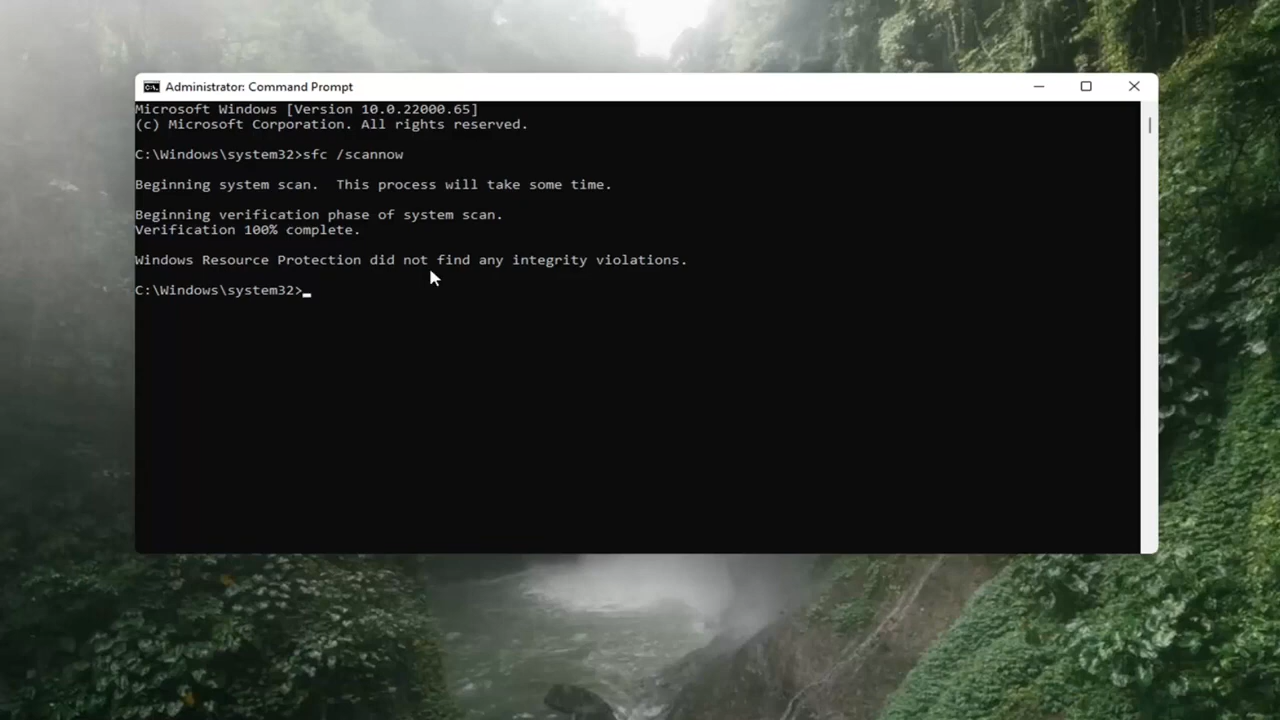 Administrator: Command Prompt
Microsoft Windows [Version 10.0.22000.65]
(c) Microsoft Corporation. All rights reserved.
C:\Windows\system32>sfc /scannow
Beginning system scan.  This process will take some time.
Beginning verification phase of system scan.
Verification 100% complete.
Windows Resource Protection did not find any integrity violations.
C:\Windows\system32>